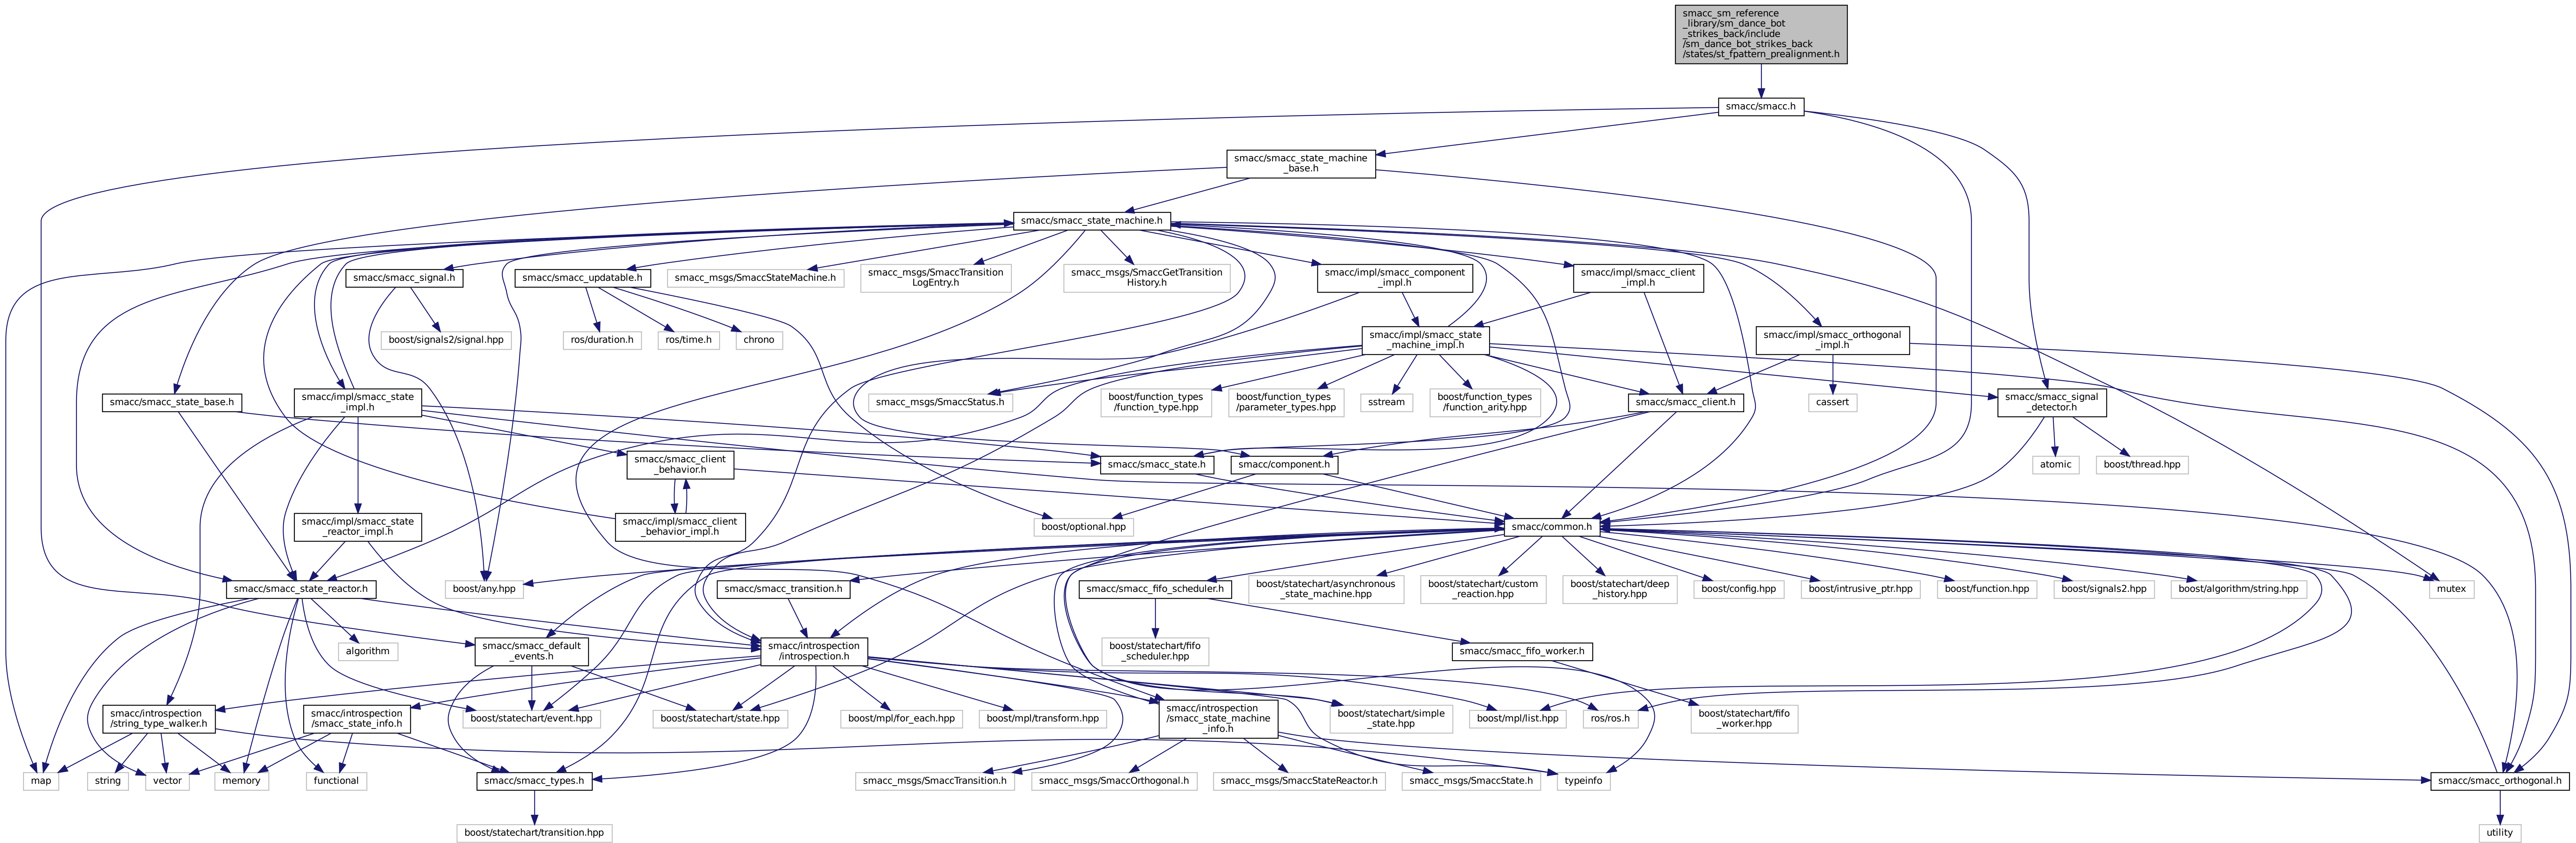 smacc_sm_reference
_library/sm_dance_bot
_strikes_back/include
/sm_dance_bot_strikes_back
/states/st_fpattern_prealignment.h
smacc/smacc.h
smacc/smacc_state_machine
_base.h
smacc/smacc_state_machine.h
smacc/smacc_signal.h
smacc/smacc_updatable.h
smacc_msgs/SmaccStateMachine.h
smacc_msgs/SmaccTransition
LogEntry.h
smacc_msgs/SmaccGetTransition
History.h
smacc/impl/smacc_component
_impl.h
smacc/impl/smacc_client
_impl.h
boost/signals2/signal.hpp
ros/duration.h
ros/time.h
chrono
smacc/impl/smacc_state
_machine_impl.h
smacc/impl/smacc_orthogonal
_impl.h
smacc/smacc_state_base.h
smacc/impl/smacc_state
_impl.h
smacc_msgs/SmaccStatus.h
boost/function_types
/function_type.hpp
boost/function_types
/parameter_types.hpp
sstream
boost/function_types
/function_arity.hpp
smacc/smacc_client.h
cassert
smacc/smacc_signal
_detector.h
smacc/smacc_client
_behavior.h
smacc/smacc_state.h
smacc/component.h
atomic
boost/thread.hpp
smacc/impl/smacc_state
_reactor_impl.h
smacc/impl/smacc_client
_behavior_impl.h
boost/optional.hpp
smacc/common.h
smacc/smacc_state_reactor.h
boost/any.hpp
smacc/smacc_transition.h
smacc/smacc_fifo_scheduler.h
boost/statechart/asynchronous
_state_machine.hpp
boost/statechart/custom
_reaction.hpp
boost/statechart/deep
_history.hpp
boost/config.hpp
boost/intrusive_ptr.hpp
boost/function.hpp
boost/signals2.hpp
boost/algorithm/string.hpp
mutex
algorithm
smacc/smacc_default
_events.h
smacc/introspection
/introspection.h
boost/statechart/fifo
_scheduler.hpp
smacc/smacc_fifo_worker.h
smacc/introspection
/string_type_walker.h
smacc/introspection
/smacc_state_info.h
boost/statechart/event.hpp
boost/statechart/state.hpp
boost/mpl/for_each.hpp
boost/mpl/transform.hpp
smacc/introspection
/smacc_state_machine
_info.h
boost/statechart/simple
_state.hpp
boost/mpl/list.hpp
ros/ros.h
boost/statechart/fifo
_worker.hpp
map
string
vector
memory
functional
smacc/smacc_types.h
smacc_msgs/SmaccTransition.h
smacc_msgs/SmaccOrthogonal.h
smacc_msgs/SmaccStateReactor.h
smacc_msgs/SmaccState.h
typeinfo
smacc/smacc_orthogonal.h
boost/statechart/transition.hpp
utility